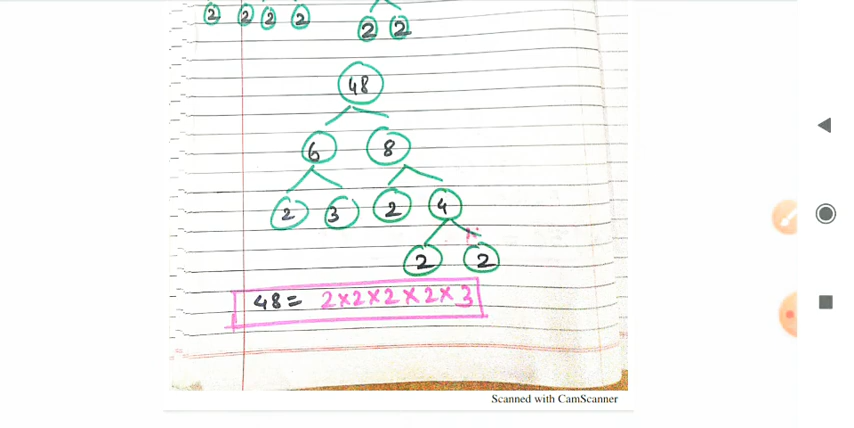 2 2 2 2 2 2
48
6 8
2 3 2 4
2 2
48 = 2×2×2×2×3
Scanned with CamScanner